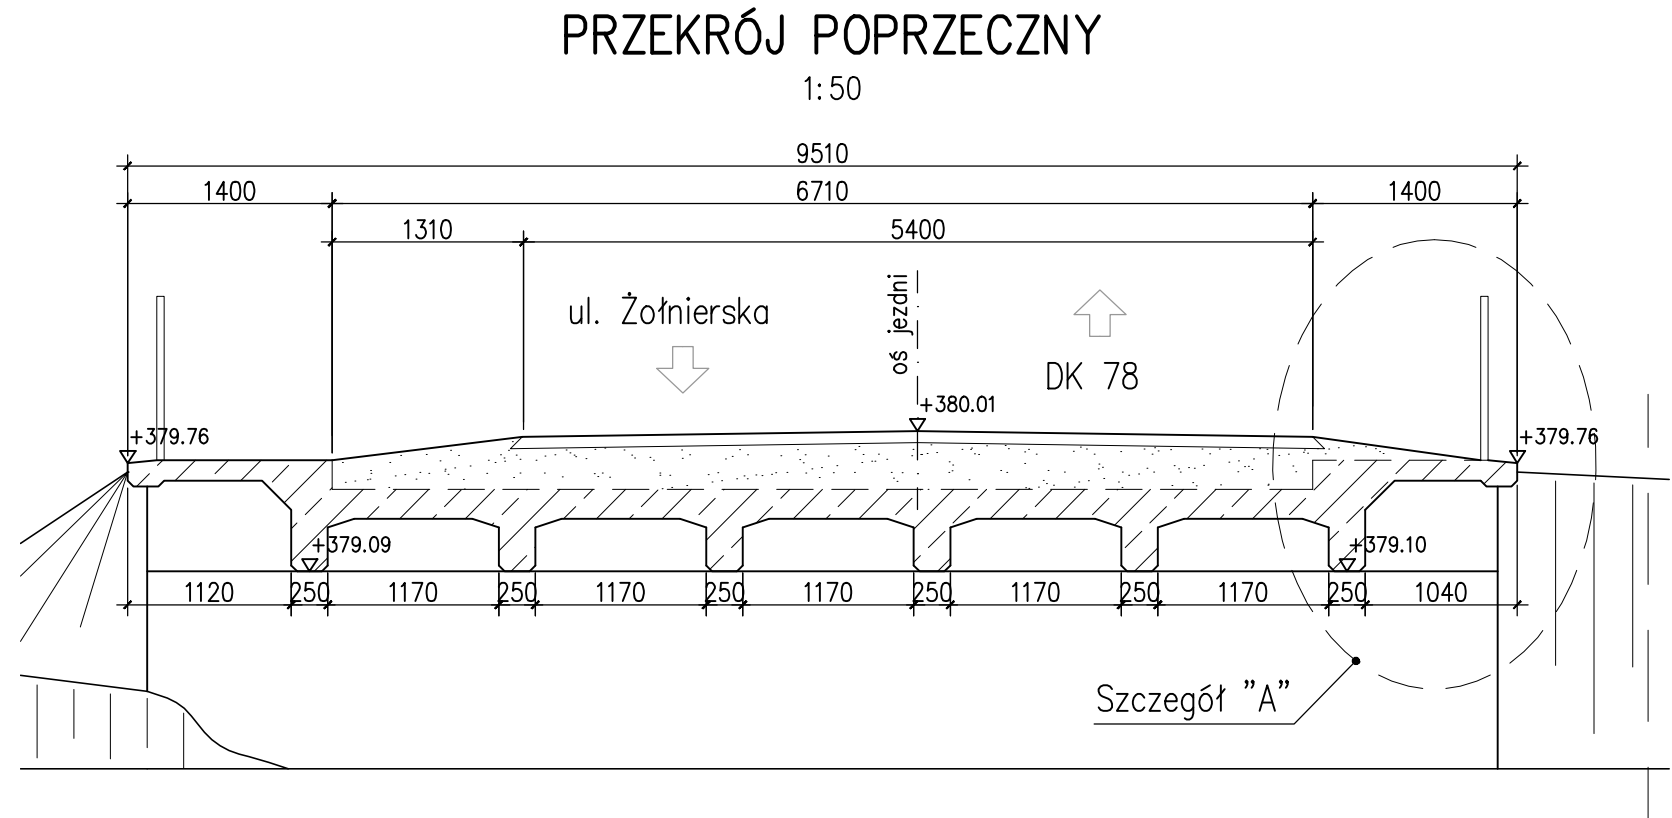 PRZEKRÓJ POPRZECZNY
1:50
9510
1400 6710 1400
1310 5400
oś jezdni
ul. Żołnierska
DK 78
+380.01
+379.76 +379.76
+379.09 +379.10
1120 250 1170 250 1170 250 1170 250 1170 250 1170 250 1040
Szczegół "A"